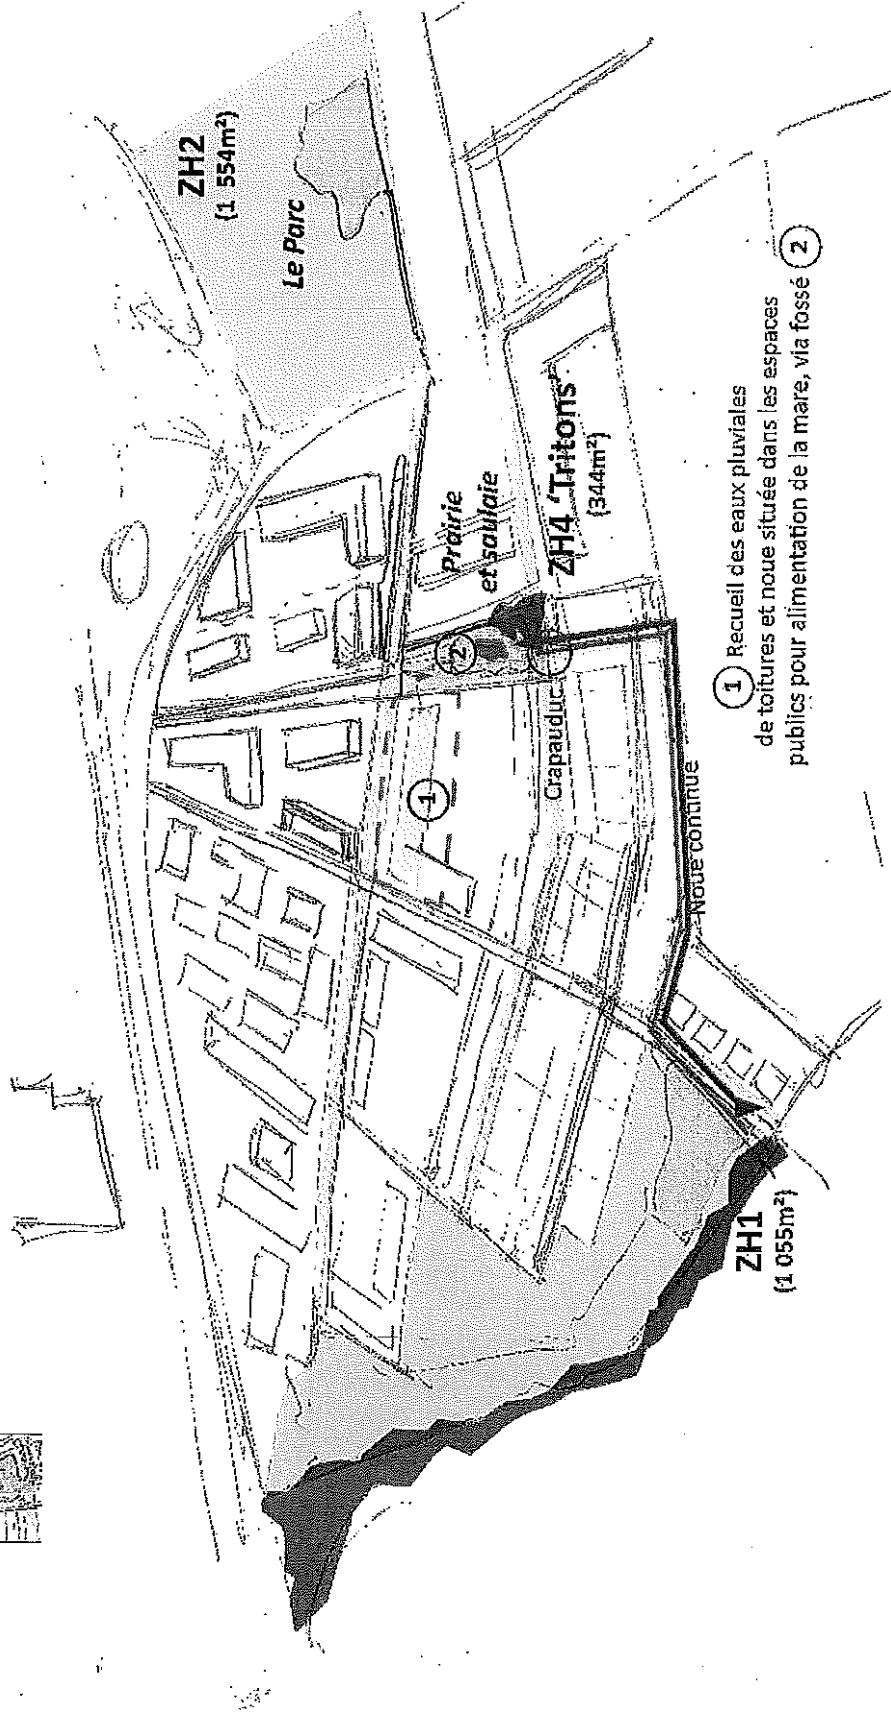 ZH2
(1 554m²)
Le Parc
Prairie
et saulaie
ZH4 'Tritons'
(344m²)
2
1
Crapauduc
Noue continue
ZH1
(1 055m²)
1 Recueil des eaux pluviales
de toitures et noue située dans les espaces
publics pour alimentation de la mare, via fossé 2